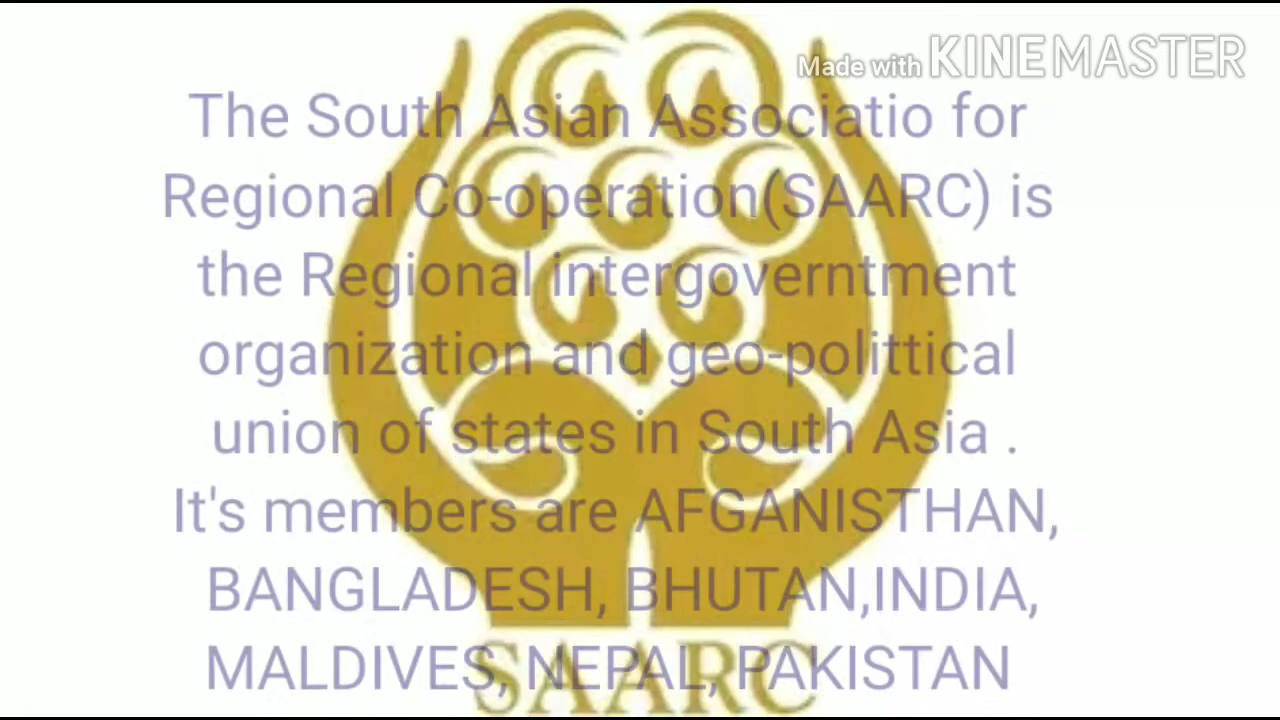 Made with KINEMASTER
The South Asian Associatio for
Regional Co-operation(SAARC) is
the Regional intergoverntment
organization and geo-polittical
union of states in South Asia .
It's members are AFGANISTHAN,
BANGLADESH, BHUTAN,INDIA,
MALDIVES, NEPAL, PAKISTAN
SAARC